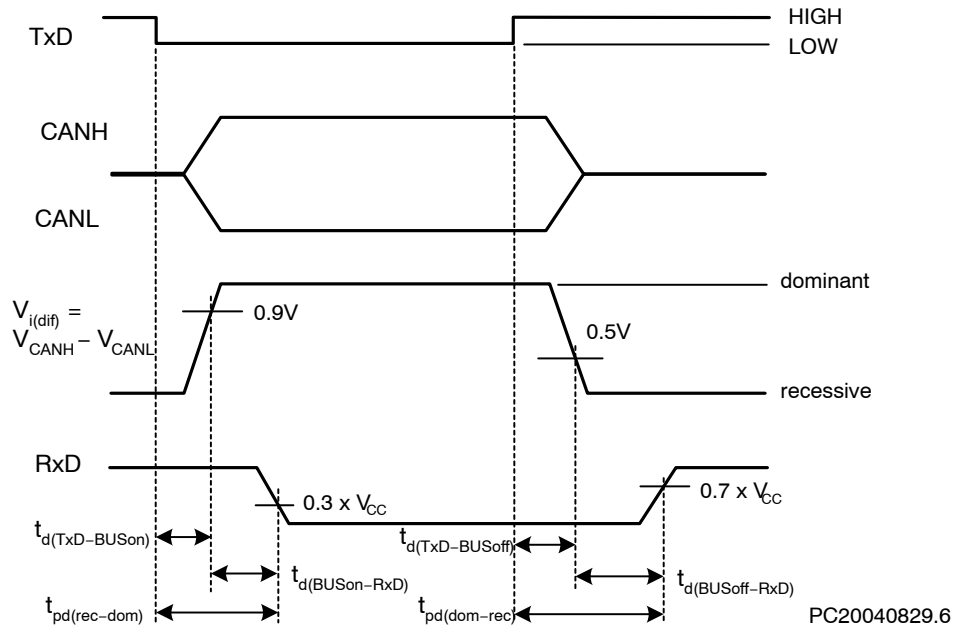 TxD
HIGH
LOW
CANH
CANL
dominant
V_i(dif) =
V_CANH – V_CANL
0.9V
0.5V
recessive
RxD
0.3 x V_CC
0.7 x V_CC
t_d(TxD–BUSon)
t_d(TxD–BUSoff)
t_d(BUSon–RxD)
t_d(BUSoff–RxD)
t_pd(rec–dom)
t_pd(dom–rec)
PC20040829.6